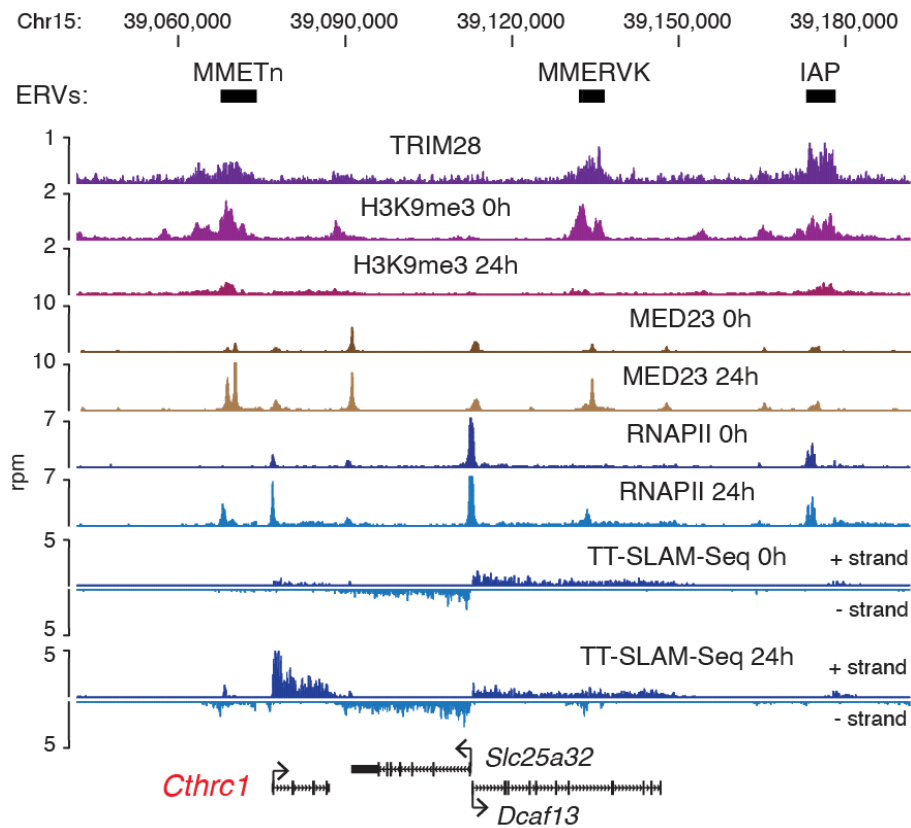 Chr15: 39,060,000 39,090,000 39,120,000 39,150,000 39,180,000
MMETn MMERVK IAP
ERVs:
1
TRIM28
2
H3K9me3 0h
2
H3K9me3 24h
10
MED23 0h
10
MED23 24h
7
RNAPII 0h
rpm
7
RNAPII 24h
5
TT-SLAM-Seq 0h + strand
- strand
5
5
TT-SLAM-Seq 24h + strand
- strand
5
Slc25a32
Cthrc1
Dcaf13